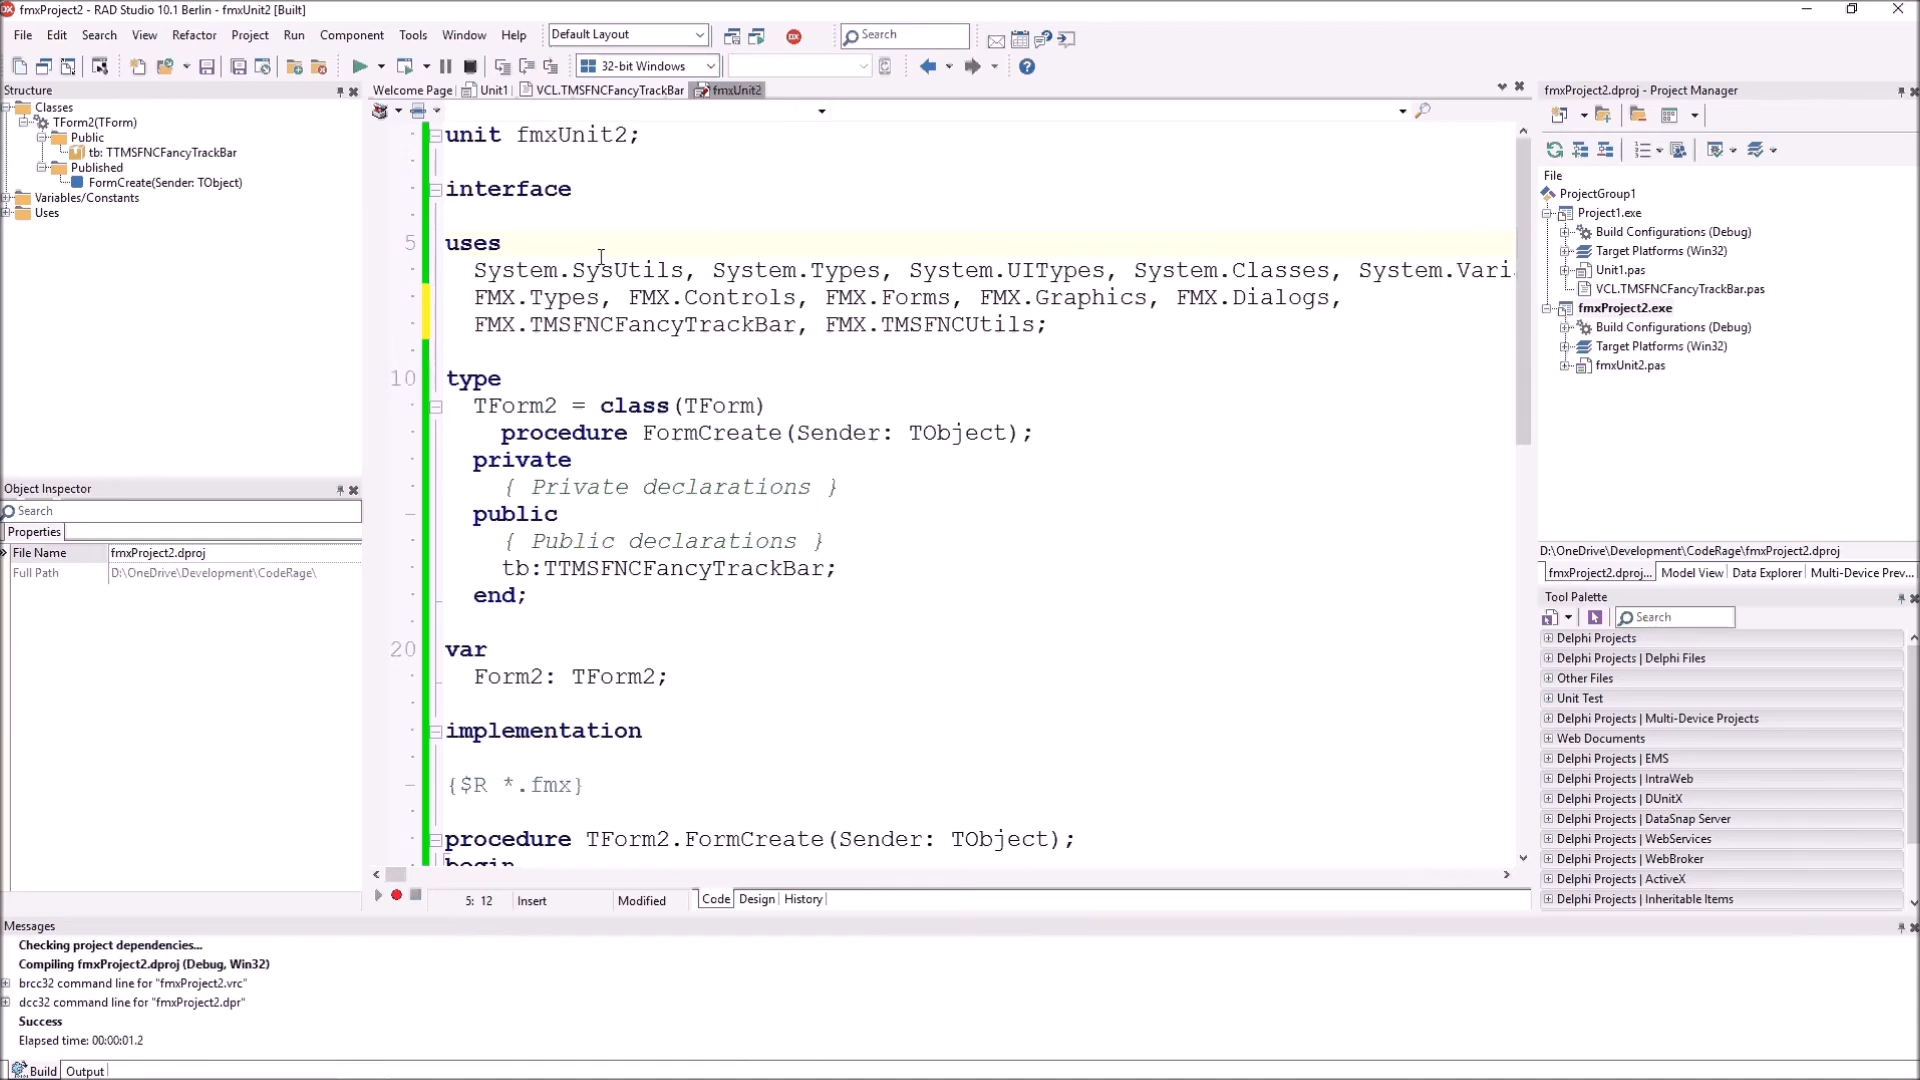 fmxProject2 - RAD Studio 10.1 Berlin - fmxUnit2 [Built]
File Edit Search View Refactor Project Run Component Tools Window Help Default Layout Search
32-bit Windows
Structure
Classes
TForm2(TForm)
Public
tb: TTMSFNCFancyTrackBar
Published
FormCreate(Sender: TObject)
Variables/Constants
Uses
Object Inspector
Search
Properties
File Name fmxProject2.dproj
Full Path D:\OneDrive\Development\CodeRage\
Welcome Page Unit1 VCL.TMSFNCFancyTrackBar fmxUnit2
unit fmxUnit2;
interface
5 uses
System.SysUtils, System.Types, System.UITypes, System.Classes, System.Vari
FMX.Types, FMX.Controls, FMX.Forms, FMX.Graphics, FMX.Dialogs,
FMX.TMSFNCFancyTrackBar, FMX.TMSFNCUtils;
10 type
TForm2 = class(TForm)
procedure FormCreate(Sender: TObject);
private
{ Private declarations }
public
{ Public declarations }
tb:TTMSFNCFancyTrackBar;
end;
20 var
Form2: TForm2;
implementation
{$R *.fmx}
procedure TForm2.FormCreate(Sender: TObject);
begin
5: 12 Insert Modified Code Design History
fmxProject2.dproj - Project Manager
File
ProjectGroup1
Project1.exe
Build Configurations (Debug)
Target Platforms (Win32)
Unit1.pas
VCL.TMSFNCFancyTrackBar.pas
fmxProject2.exe
Build Configurations (Debug)
Target Platforms (Win32)
fmxUnit2.pas
D:\OneDrive\Development\CodeRage\fmxProject2.dproj
fmxProject2.dproj... Model View Data Explorer Multi-Device Prev...
Tool Palette
Search
Delphi Projects
Delphi Projects | Delphi Files
Other Files
Unit Test
Delphi Projects | Multi-Device Projects
Web Documents
Delphi Projects | EMS
Delphi Projects | IntraWeb
Delphi Projects | DUnitX
Delphi Projects | DataSnap Server
Delphi Projects | WebServices
Delphi Projects | WebBroker
Delphi Projects | ActiveX
Delphi Projects | Inheritable Items
Messages
Checking project dependencies...
Compiling fmxProject2.dproj (Debug, Win32)
brcc32 command line for "fmxProject2.vrc"
dcc32 command line for "fmxProject2.dpr"
Success
Elapsed time: 00:00:01.2
Build Output